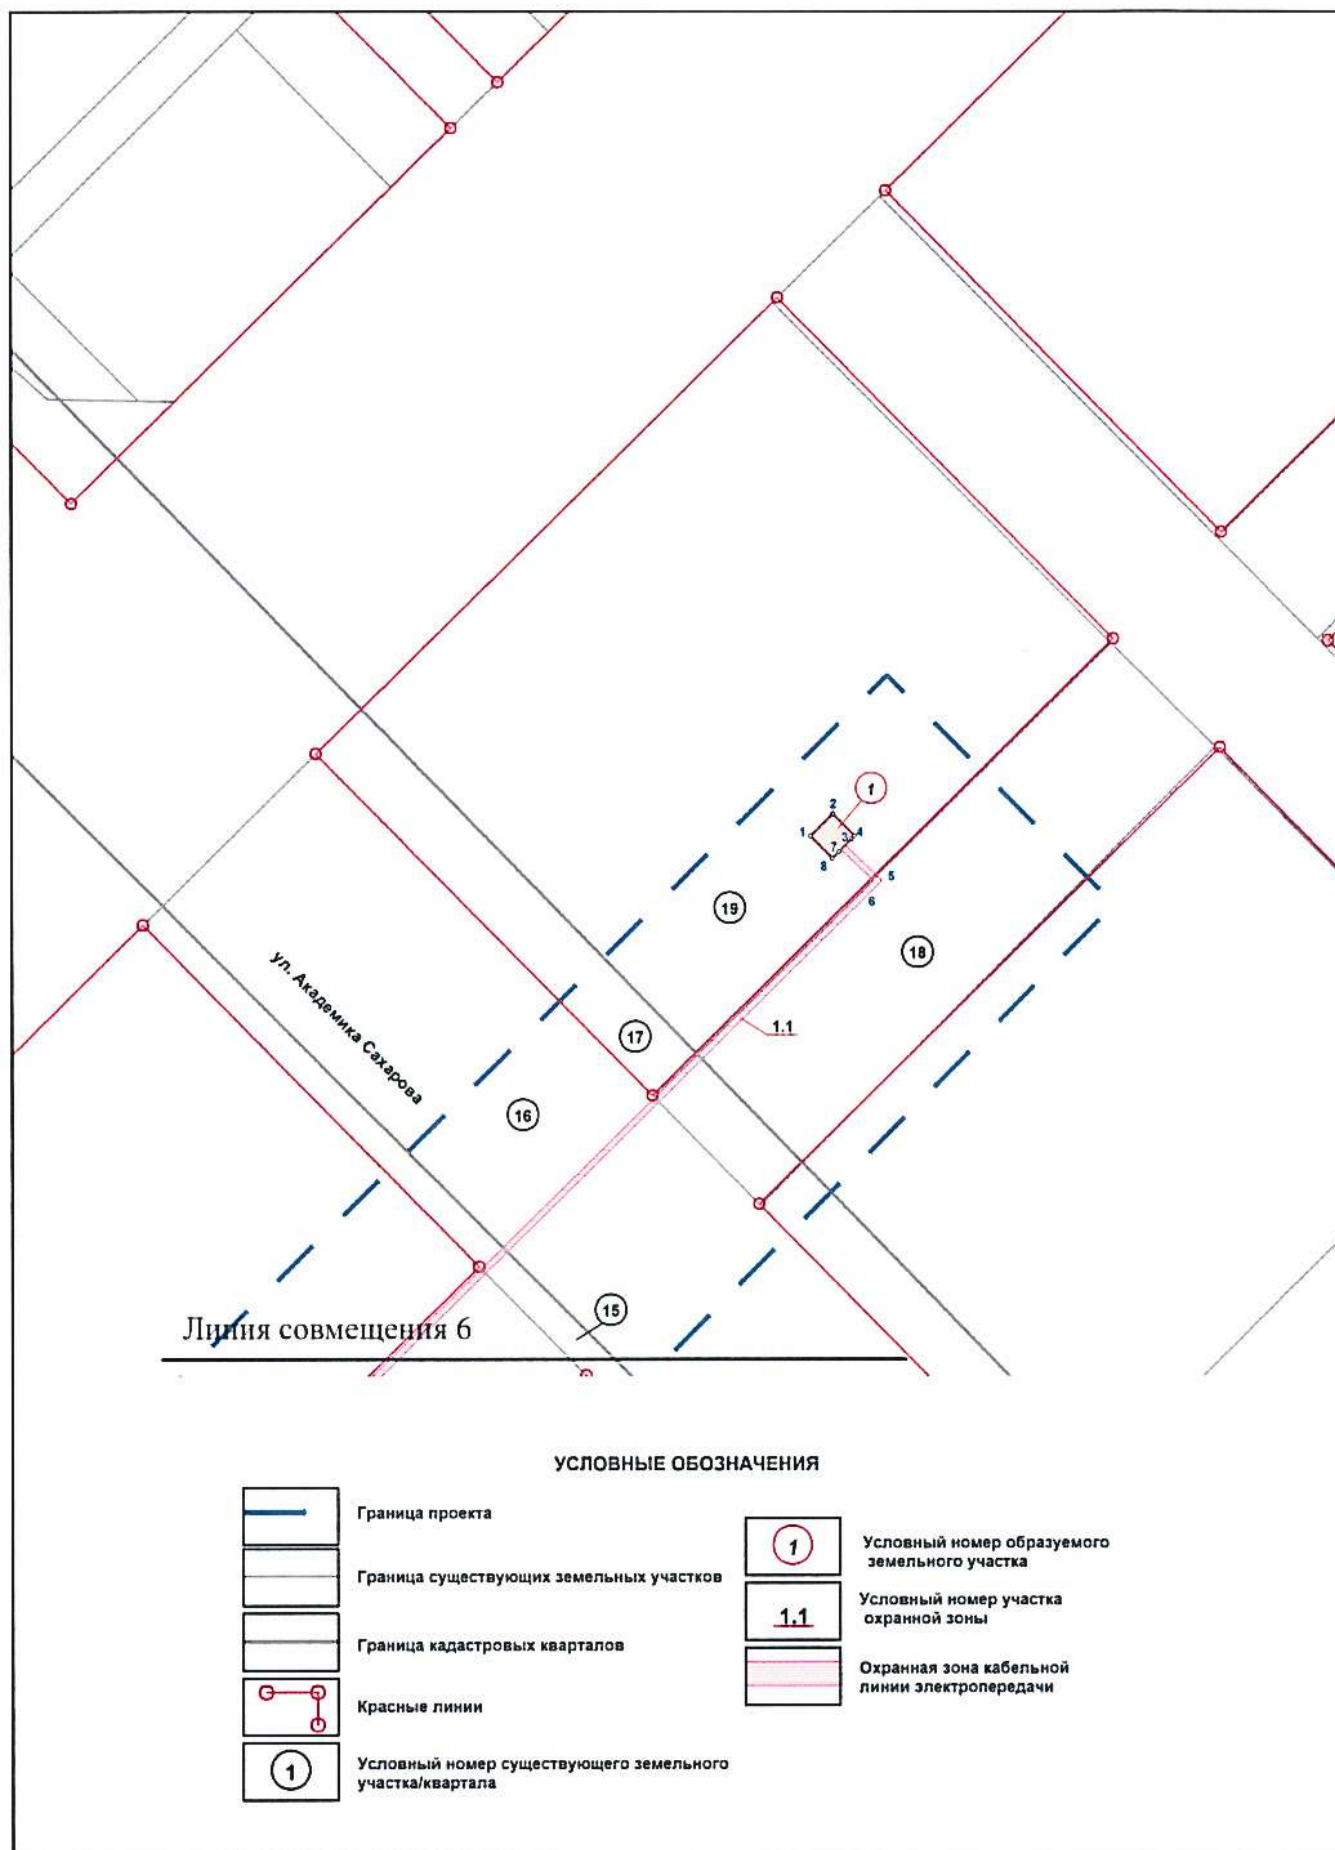 1
2
1
3
4
7
8
5
6
19
18
ул. Академика Сахарова
17
1.1
16
15
Линия совмещения 6
УСЛОВНЫЕ ОБОЗНАЧЕНИЯ
Граница проекта
Граница существующих земельных участков
Граница кадастровых кварталов
Красные линии
1
Условный номер существующего земельного
участка/квартала
1
Условный номер образуемого
земельного участка
1.1
Условный номер участка
охранной зоны
Охранная зона кабельной
линии электропередачи